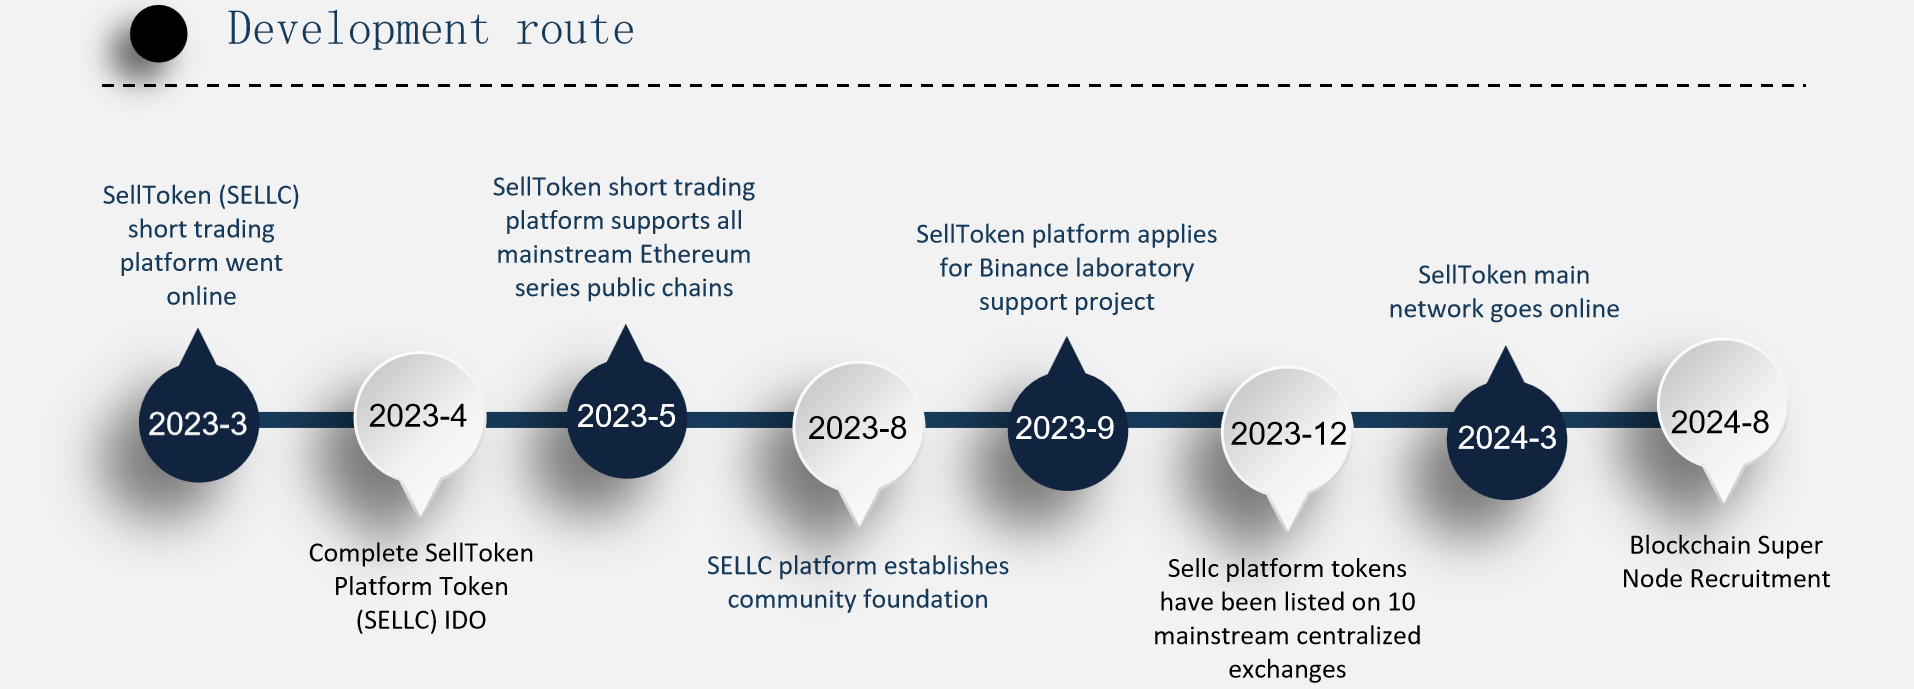 Development route
SellToken (SELLC)
short trading
platform went
online
2023-3
2023-4
Complete SellToken
Platform Token
(SELLC) IDO
SellToken short trading
platform supports all
mainstream Ethereum
series public chains
2023-5
2023-8
SELLC platform establishes
community foundation
SellToken platform applies
for Binance laboratory
support project
2023-9
2023-12
Sellc platform tokens
have been listed on 10
mainstream centralized
exchanges
SellToken main
network goes online
2024-3
2024-8
Blockchain Super
Node Recruitment